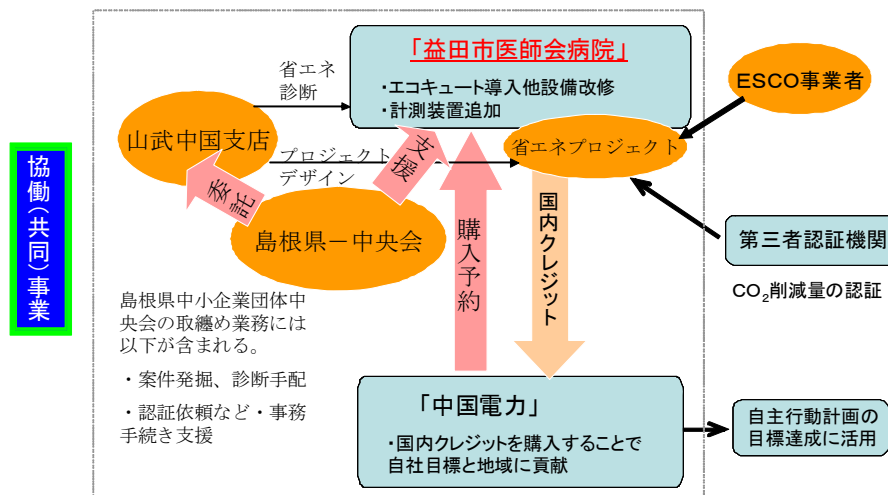 「益田市医師会病院」
・エコキュート導入他設備改修
・計測装置追加
省エネ
診断
ESCO事業者
山武中国支店
プロジェクト
デザイン
支援
省エネプロジェクト
委託
島根県－中央会
協働(共同)事業
購入予約
国内クレジット
第三者認証機関
CO₂削減量の認証
島根県中小企業団体中
央会の取纏め業務には
以下が含まれる。
・案件発掘、診断手配
・認証依頼など・事務
手続き支援
「中国電力」
・国内クレジットを購入することで
自社目標と地域に貢献
自主行動計画の
目標達成に活用